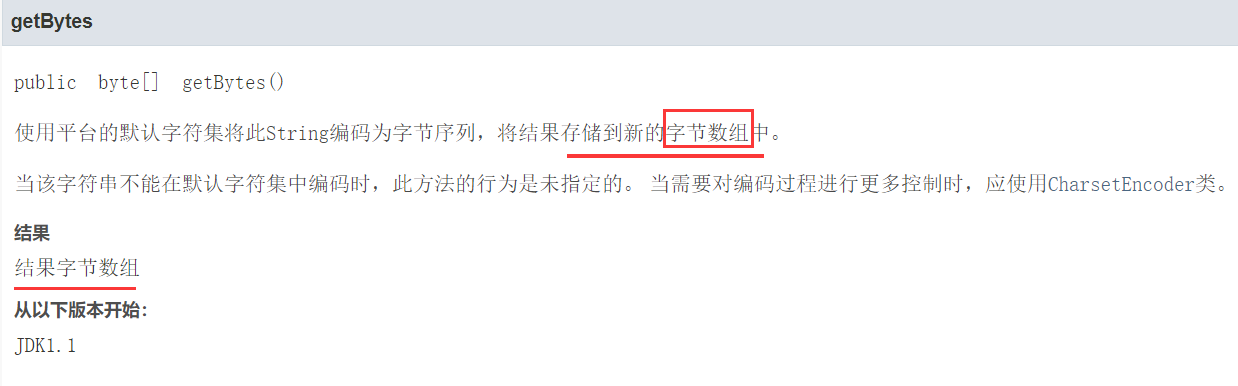 getBytes
public byte[] getBytes()
使用平台的默认字符集将此String编码为字节序列，将结果存储到新的字节数组中。
当该字符串不能在默认字符集中编码时，此方法的行为是未指定的。 当需要对编码过程进行更多控制时，应使用CharsetEncoder类。
结果
结果字节数组
从以下版本开始：
JDK1.1